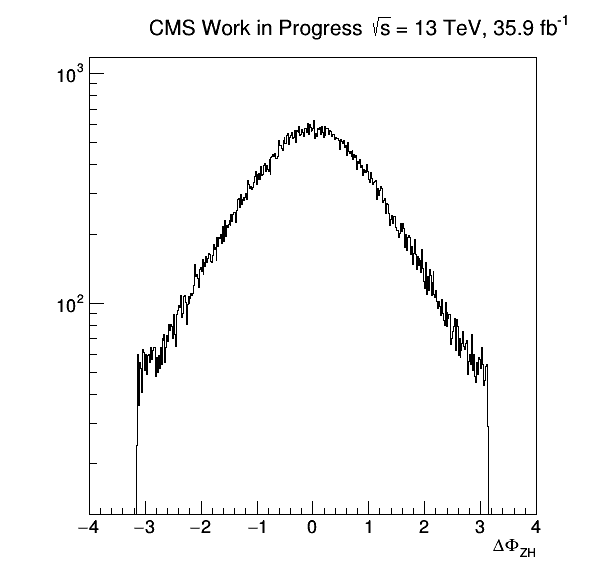 CMS Work in Progress √s = 13 TeV, 35.9 fb⁻¹
10³
10²
−4 −3 −2 −1 0 1 2 3 4
ΔΦ_ZH